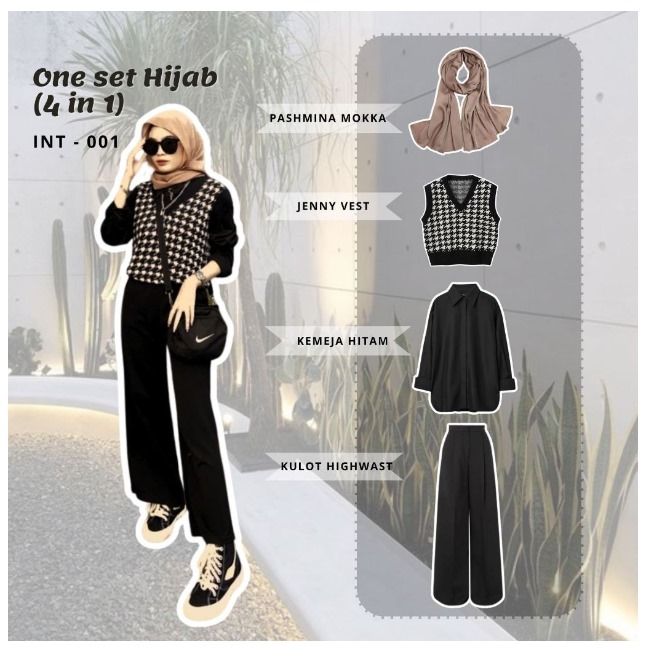 One set Hijab
(4 in 1)
INT - 001
PASHMINA MOKKA
JENNY VEST
KEMEJA HITAM
KULOT HIGHWAST